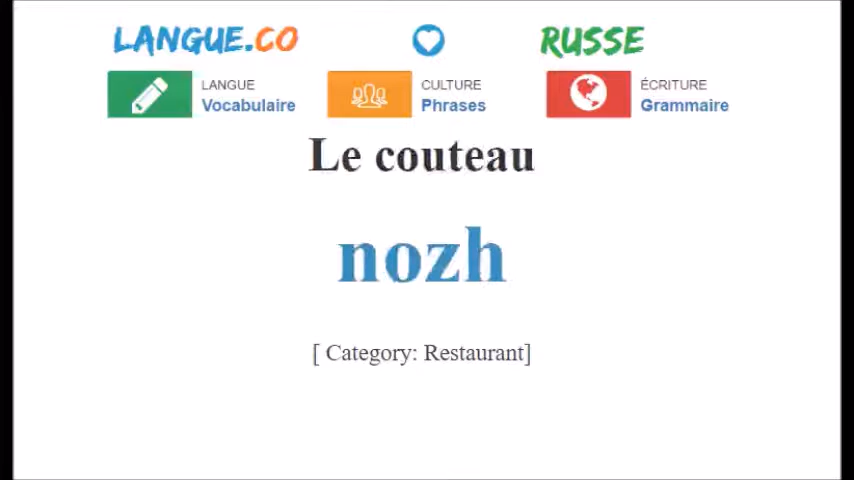 LANGUE.CO
RUSSE
LANGUE
Vocabulaire
CULTURE
Phrases
ÉCRITURE
Grammaire
Le couteau
nozh
[ Category: Restaurant]